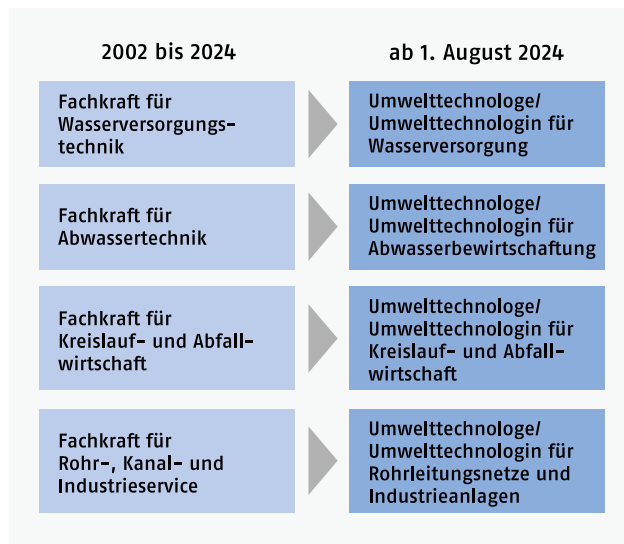 2002 bis 2024
ab 1. August 2024
Fachkraft für
Wasserversorgungs-
technik
Umwelttechnologe/
Umwelttechnologin für
Wasserversorgung
Fachkraft für
Abwassertechnik
Umwelttechnologe/
Umwelttechnologin für
Abwasserbewirtschaftung
Fachkraft für
Kreislauf- und Abfall-
wirtschaft
Umwelttechnologe/
Umwelttechnologin für
Kreislauf- und Abfall-
wirtschaft
Fachkraft für
Rohr-, Kanal- und
Industrieservice
Umwelttechnologe/
Umwelttechnologin für
Rohrleitungsnetze und
Industrieanlagen